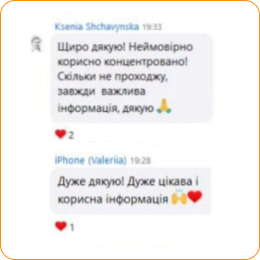 Ksenia Shchavynska 19:33
Щиро дякую! Неймовірно
корисно концентровано!
Скільки не проходжу,
завжди важлива
інформація, дякую 🙏
❤️ 2
iPhone (Valeriia) 19:28
Дуже дякую! Дуже цікава і
корисна інформація 🙌❤️
❤️ 1